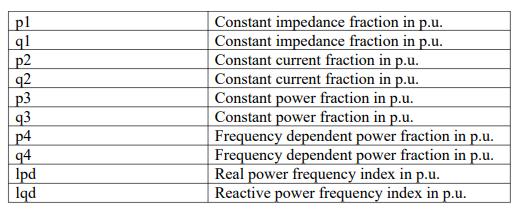 p1 Constant impedance fraction in p.u.
q1 Constant impedance fraction in p.u.
p2 Constant current fraction in p.u.
q2 Constant current fraction in p.u.
p3 Constant power fraction in p.u.
q3 Constant power fraction in p.u.
p4 Frequency dependent power fraction in p.u.
q4 Frequency dependent power fraction in p.u.
lpd Real power frequency index in p.u.
lqd Reactive power frequency index in p.u.